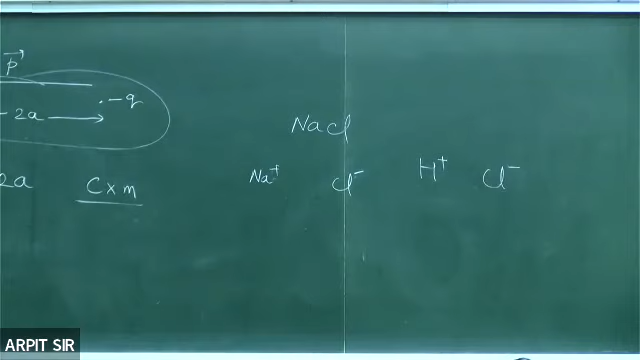 p⃗
2a → . -q
2a C x m
NaCl
Na⁺ Cl⁻ H⁺ Cl⁻
ARPIT SIR